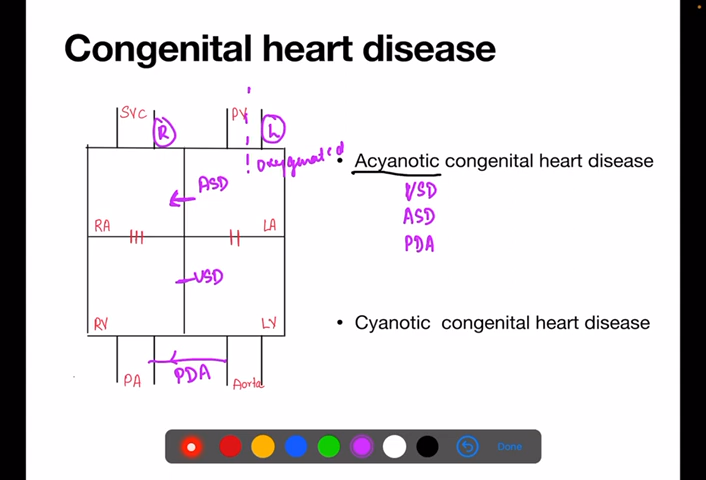 Congenital heart disease
SVC
R
PV
L
oxygenated
ASD
RA
LA
VSD
RV
LV
PDA
PA
Aorta
• Acyanotic congenital heart disease
VSD
ASD
PDA
• Cyanotic congenital heart disease
Done